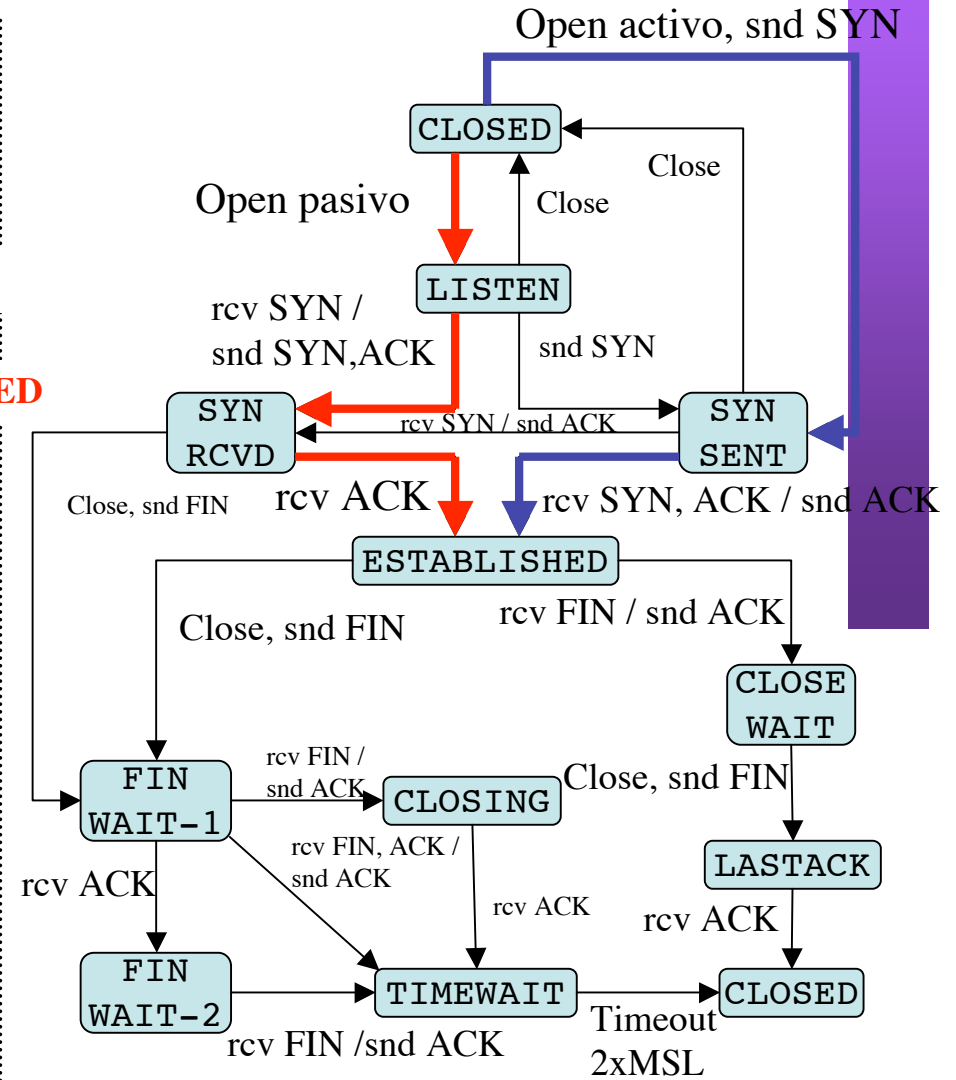 Open activo, snd SYN
CLOSED
Close
Open pasivo
Close
LISTEN
rcv SYN /
snd SYN,ACK
snd SYN
ED
SYN
RCVD
rcv SYN / snd ACK
SYN
SENT
Close, snd FIN
rcv ACK
rcv SYN, ACK / snd ACK
ESTABLISHED
Close, snd FIN
rcv FIN / snd ACK
CLOSE
WAIT
FIN
WAIT-1
rcv FIN /
snd ACK
CLOSING
Close, snd FIN
rcv FIN, ACK /
snd ACK
rcv ACK
rcv ACK
LASTACK
rcv ACK
FIN
WAIT-2
rcv FIN /snd ACK
TIMEWAIT
Timeout
2xMSL
CLOSED